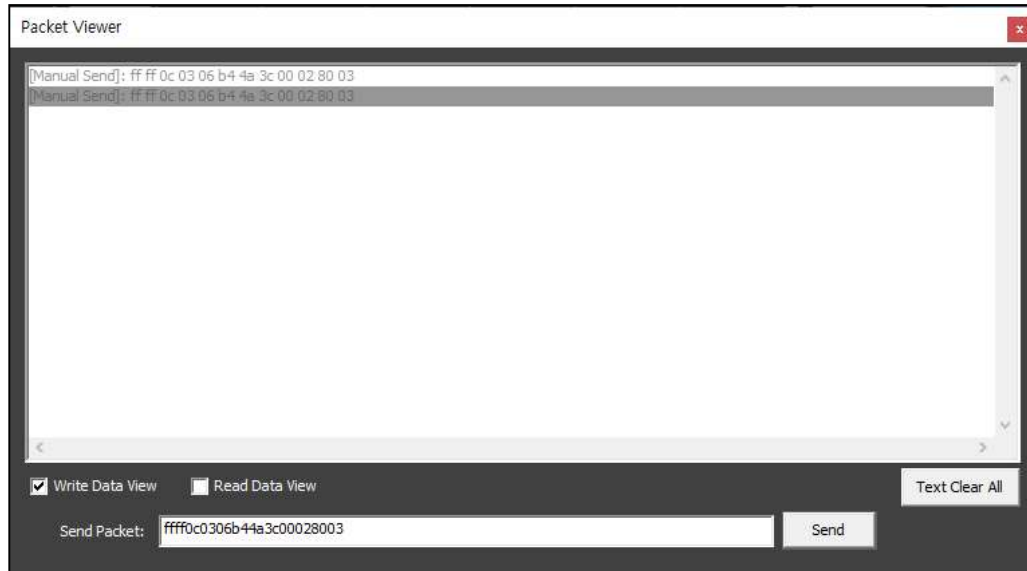 Packet Viewer
x
[Manual Send]: ff ff 0c 03 06 b4 4a 3c 00 02 80 03
[Manual Send]: ff ff 0c 03 06 b4 4a 3c 00 02 80 03
Write Data View Read Data View Text Clear All
Send Packet: ffff0c0306b44a3c00028003 Send